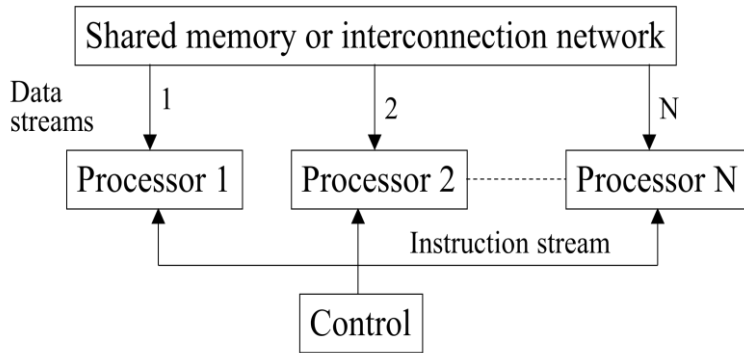 Shared memory or interconnection network
Data
streams
1
2
N
Processor 1
Processor 2
Processor N
Instruction stream
Control